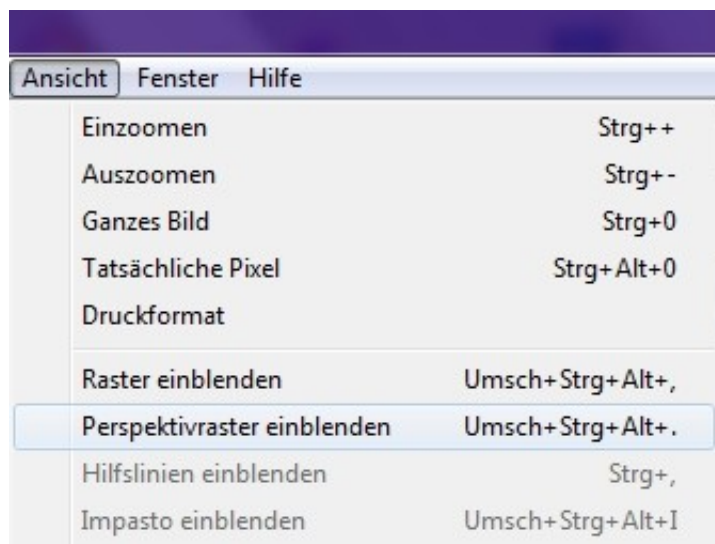 Ansicht Fenster Hilfe
Einzoomen Strg++
Auszoomen Strg+-
Ganzes Bild Strg+0
Tatsächliche Pixel Strg+Alt+0
Druckformat
Raster einblenden Umsch+Strg+Alt+,
Perspektivraster einblenden Umsch+Strg+Alt+.
Hilfslinien einblenden Strg+,
Impasto einblenden Umsch+Strg+Alt+I